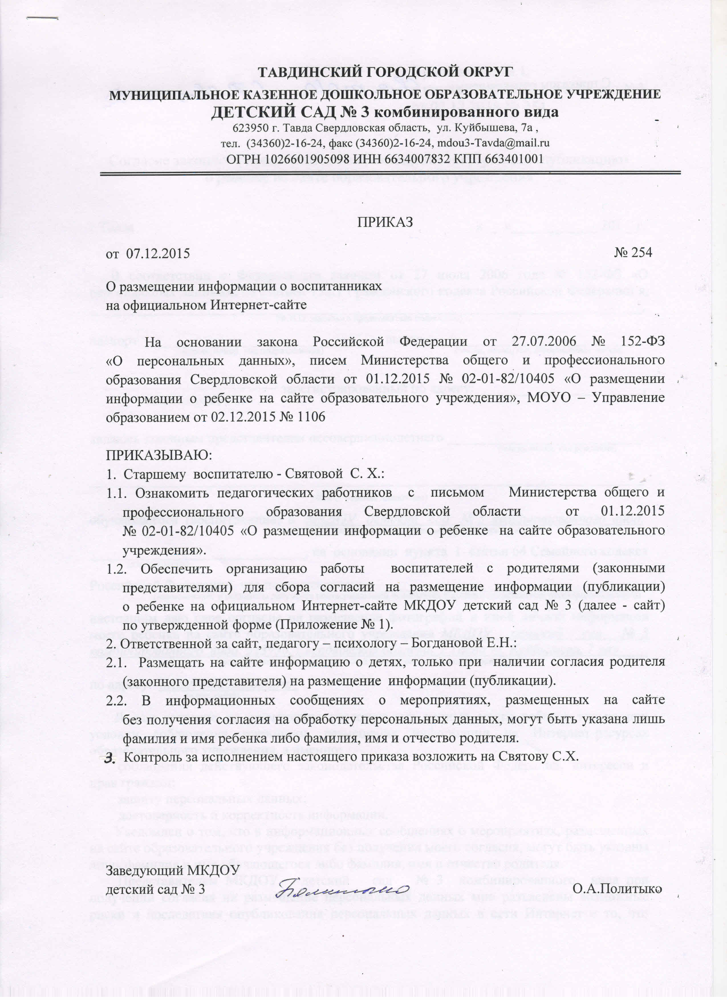 ТАВДИНСКИЙ ГОРОДСКОЙ ОКРУГ
МУНИЦИПАЛЬНОЕ КАЗЕННОЕ ДОШКОЛЬНОЕ ОБРАЗОВАТЕЛЬНОЕ УЧРЕЖДЕНИЕ
ДЕТСКИЙ САД № 3 комбинированного вида
623950 г. Тавда Свердловская область, ул. Куйбышева, 7а ,
тел. (34360)2-16-24, факс (34360)2-16-24, mdou3-Tavda@mail.ru
ОГРН 1026601905098 ИНН 6634007832 КПП 663401001
ПРИКАЗ
от 07.12.2015 № 254
О размещении информации о воспитанниках
на официальном Интернет-сайте
На основании закона Российской Федерации от 27.07.2006 № 152-ФЗ
«О персональных данных», писем Министерства общего и профессионального
образования Свердловской области от 01.12.2015 № 02-01-82/10405 «О размещении
информации о ребенке на сайте образовательного учреждения», МОУО – Управление
образованием от 02.12.2015 № 1106
ПРИКАЗЫВАЮ:
1. Старшему воспитателю - Святовой С. Х.:
1.1. Ознакомить педагогических работников с письмом Министерства общего и
профессионального образования Свердловской области от 01.12.2015
№ 02-01-82/10405 «О размещении информации о ребенке на сайте образовательного
учреждения».
1.2. Обеспечить организацию работы воспитателей с родителями (законными
представителями) для сбора согласий на размещение информации (публикации)
о ребенке на официальном Интернет-сайте МКДОУ детский сад № 3 (далее - сайт)
по утвержденной форме (Приложение № 1).
2. Ответственной за сайт, педагогу – психологу – Богдановой Е.Н.:
2.1. Размещать на сайте информацию о детях, только при наличии согласия родителя
(законного представителя) на размещение информации (публикации).
2.2. В информационных сообщениях о мероприятиях, размещенных на сайте
без получения согласия на обработку персональных данных, могут быть указана лишь
фамилия и имя ребенка либо фамилия, имя и отчество родителя.
3. Контроль за исполнением настоящего приказа возложить на Святову С.Х.
Заведующий МКДОУ
детский сад № 3 О.А.Политыко